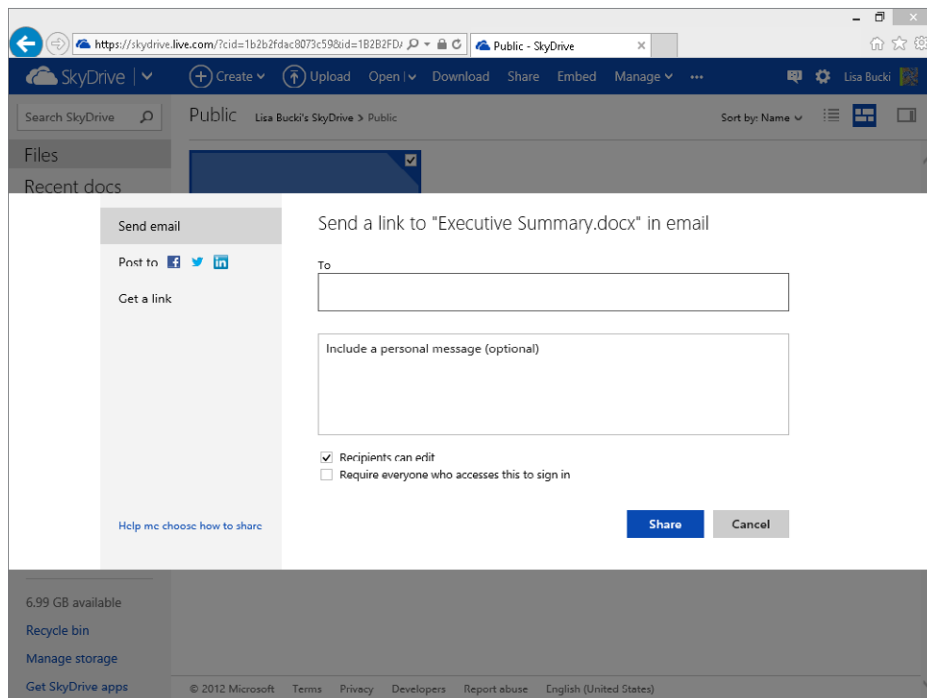 https://skydrive.live.com/?cid=1b2b2fdac8073c59&id=1B2B2FD
Public - SkyDrive
SkyDrive
Create
Upload
Open
Download
Share
Embed
Manage
Lisa Bucki
Search SkyDrive
Public
Lisa Bucki's SkyDrive > Public
Sort by: Name
Files
Recent docs
Send email
Post to
Get a link
Help me choose how to share
Send a link to "Executive Summary.docx" in email
To
Include a personal message (optional)
Recipients can edit
Require everyone who accesses this to sign in
Share
Cancel
6.99 GB available
Recycle bin
Manage storage
Get SkyDrive apps
© 2012 Microsoft
Terms
Privacy
Developers
Report abuse
English (United States)